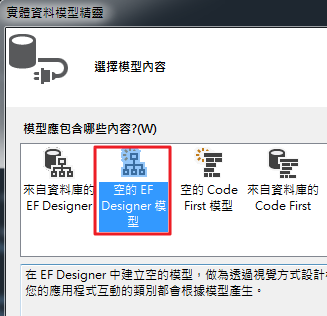 實體資料模型精靈
選擇模型內容
模型應包含哪些內容?(W)
來自資料庫的
EF Designer
空的 EF
Designer 模
型
空的 Code
First 模型
來自資料庫的
Code First
在 EF Designer 中建立空的模型，做為透過視覺方式設計
您的應用程式互動的類別都會根據模型產生。